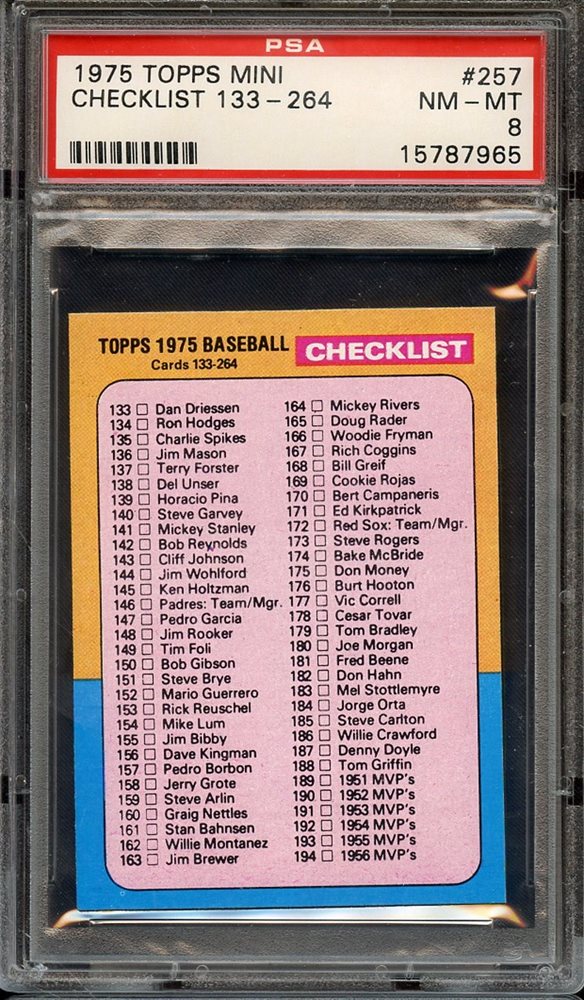 PSA
1975 TOPPS MINI #257
CHECKLIST 133-264 NM-MT
8
15787965
TOPPS 1975 BASEBALL CHECKLIST
Cards 133-264
133 Dan Driessen
134 Ron Hodges
135 Charlie Spikes
136 Jim Mason
137 Terry Forster
138 Del Unser
139 Horacio Pina
140 Steve Garvey
141 Mickey Stanley
142 Bob Reynolds
143 Cliff Johnson
144 Jim Wohlford
145 Ken Holtzman
146 Padres: Team/Mgr.
147 Pedro Garcia
148 Jim Rooker
149 Tim Foli
150 Bob Gibson
151 Steve Brye
152 Mario Guerrero
153 Rick Reuschel
154 Mike Lum
155 Jim Bibby
156 Dave Kingman
157 Pedro Borbon
158 Jerry Grote
159 Steve Arlin
160 Graig Nettles
161 Stan Bahnsen
162 Willie Montanez
163 Jim Brewer
164 Mickey Rivers
165 Doug Rader
166 Woodie Fryman
167 Rich Coggins
168 Bill Greif
169 Cookie Rojas
170 Bert Campaneris
171 Ed Kirkpatrick
172 Red Sox: Team/Mgr.
173 Steve Rogers
174 Bake McBride
175 Don Money
176 Burt Hooton
177 Vic Correll
178 Cesar Tovar
179 Tom Bradley
180 Joe Morgan
181 Fred Beene
182 Don Hahn
183 Mel Stottlemyre
184 Jorge Orta
185 Steve Carlton
186 Willie Crawford
187 Denny Doyle
188 Tom Griffin
189 1951 MVP's
190 1952 MVP's
191 1953 MVP's
192 1954 MVP's
193 1955 MVP's
194 1956 MVP's